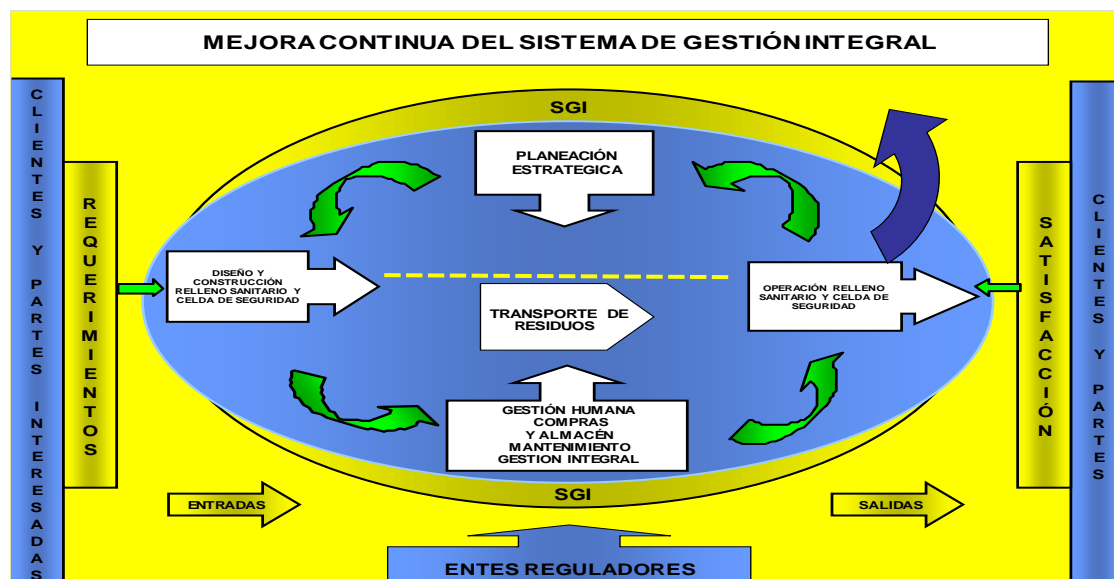 MEJORA CONTINUA DEL SISTEMA DE GESTIÓN INTEGRAL
CLIENTES Y PARTES INTERESADAS
REQUERIMIENTOS
SGI
PLANEACIÓN
ESTRATEGICA
DISEÑO Y
CONSTRUCCIÓN
RELLENO SANITARIO Y
CELDA DE SEGURIDAD
TRANSPORTE DE
RESIDUOS
OPERACIÓN RELLENO
SANITARIO Y CELDA DE
SEGURIDAD
GESTIÓN HUMANA
COMPRAS
Y ALMACÉN
MANTENIMIENTO
GESTION INTEGRAL
SGI
ENTRADAS
SALIDAS
ENTES REGULADORES
SATISFACCIÓN
CLIENTES Y PARTES